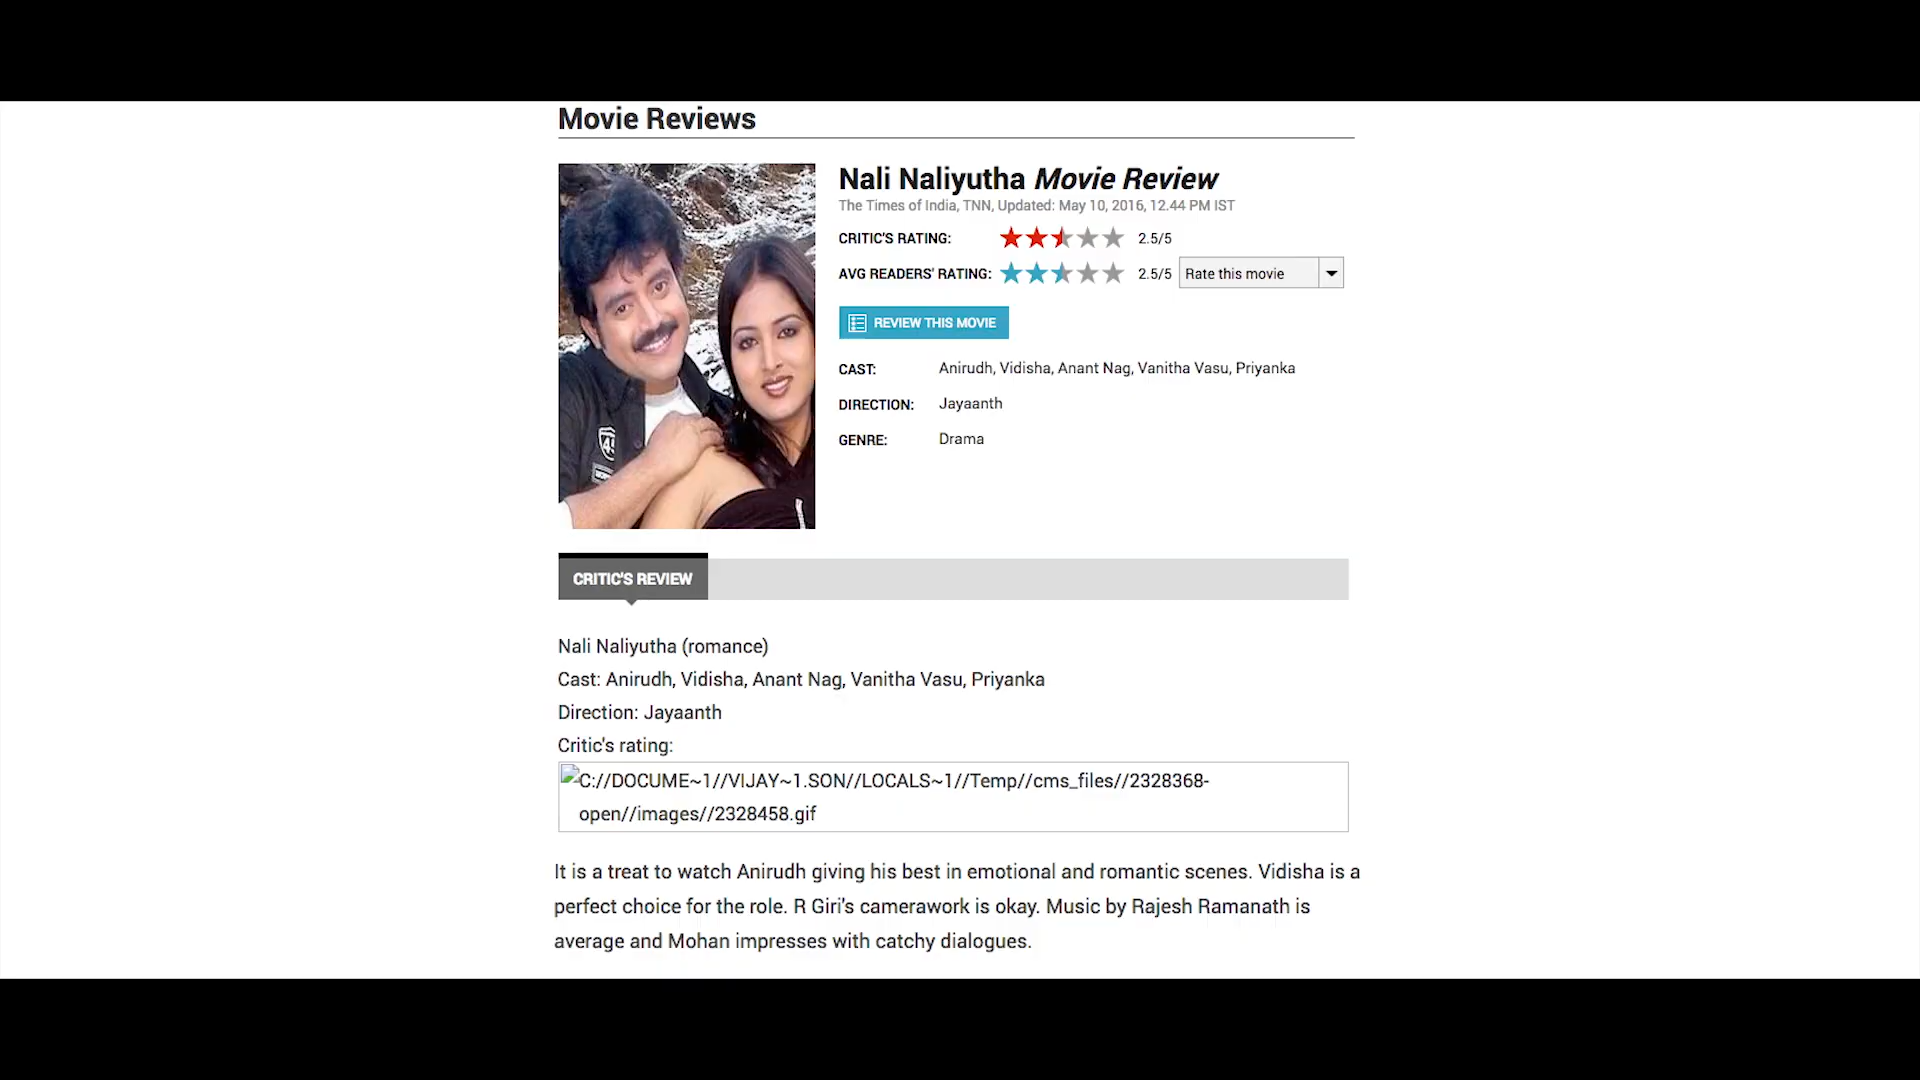 Movie Reviews
Nali Naliyutha Movie Review
The Times of India, TNN, Updated: May 10, 2016, 12.44 PM IST
CRITIC'S RATING: 2.5/5
AVG READERS' RATING: 2.5/5 Rate this movie
REVIEW THIS MOVIE
CAST: Anirudh, Vidisha, Anant Nag, Vanitha Vasu, Priyanka
DIRECTION: Jayaanth
GENRE: Drama
CRITIC'S REVIEW
Nali Naliyutha (romance)
Cast: Anirudh, Vidisha, Anant Nag, Vanitha Vasu, Priyanka
Direction: Jayaanth
Critic's rating:
C://DOCUME~1//VIJAY~1.SON//LOCALS~1//Temp//cms_files//2328368-
open//images//2328458.gif
It is a treat to watch Anirudh giving his best in emotional and romantic scenes. Vidisha is a
perfect choice for the role. R Giri's camerawork is okay. Music by Rajesh Ramanath is
average and Mohan impresses with catchy dialogues.